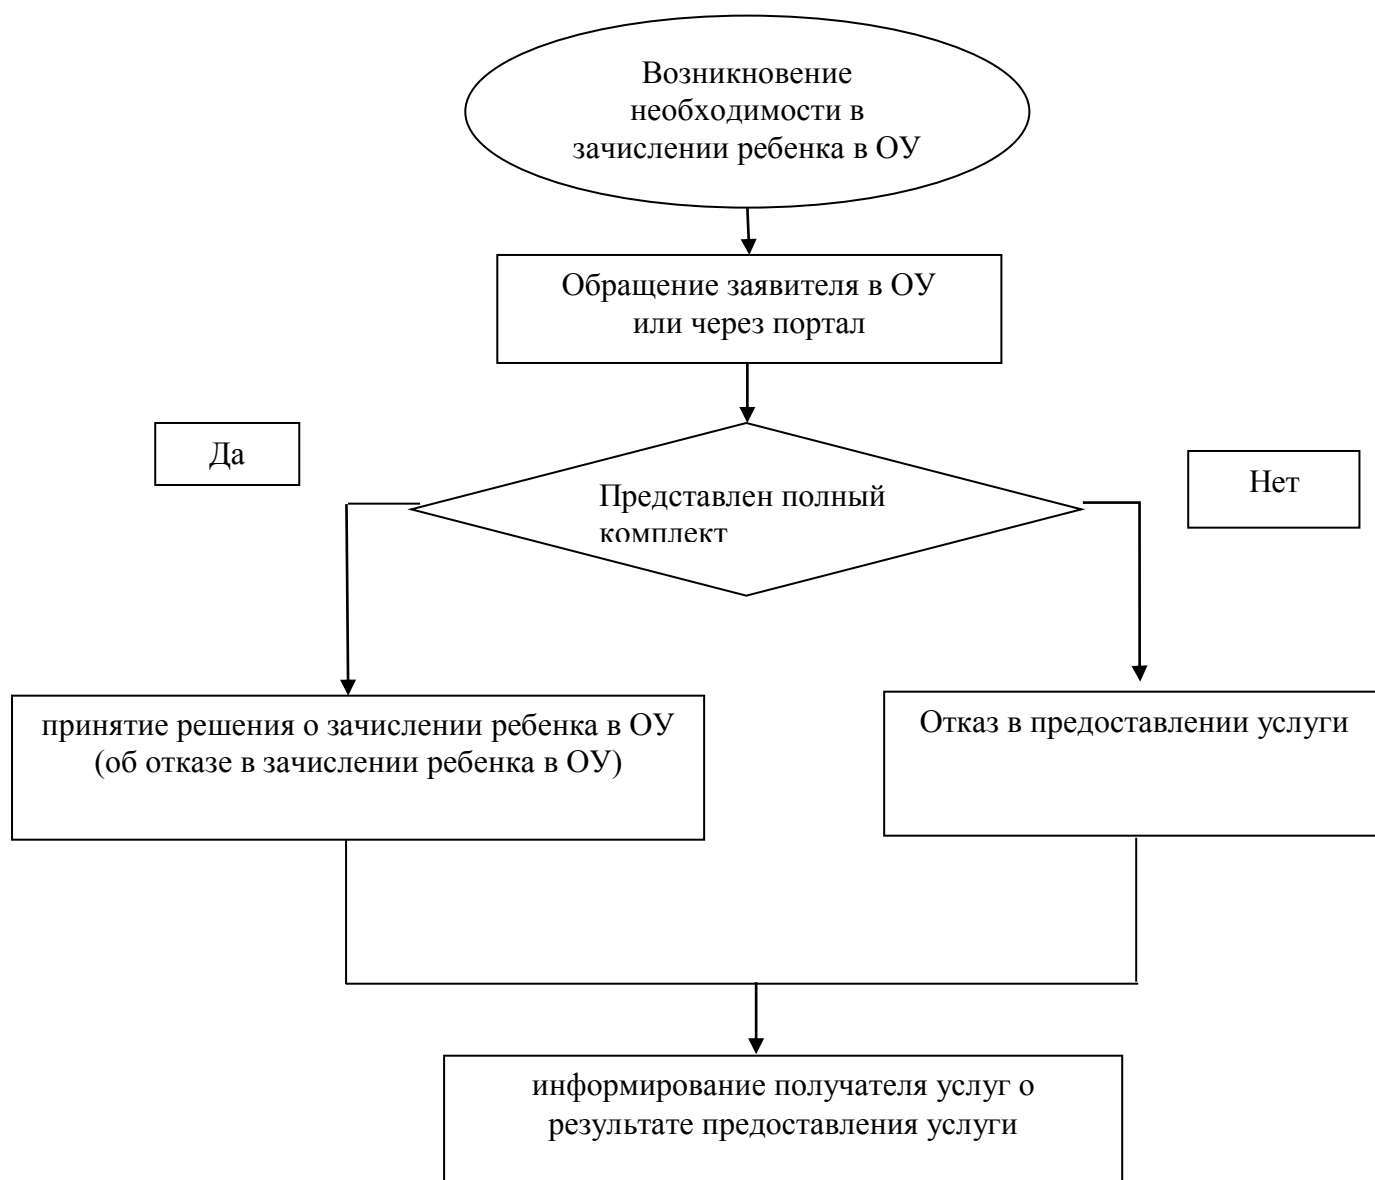 Возникновение
необходимости в
зачислении ребенка в ОУ
Обращение заявителя в ОУ
или через портал
Да
Нет
Представлен полный
комплект
принятие решения о зачислении ребенка в ОУ
(об отказе в зачислении ребенка в ОУ)
Отказ в предоставлении услуги
информирование получателя услуг о
результате предоставления услуги